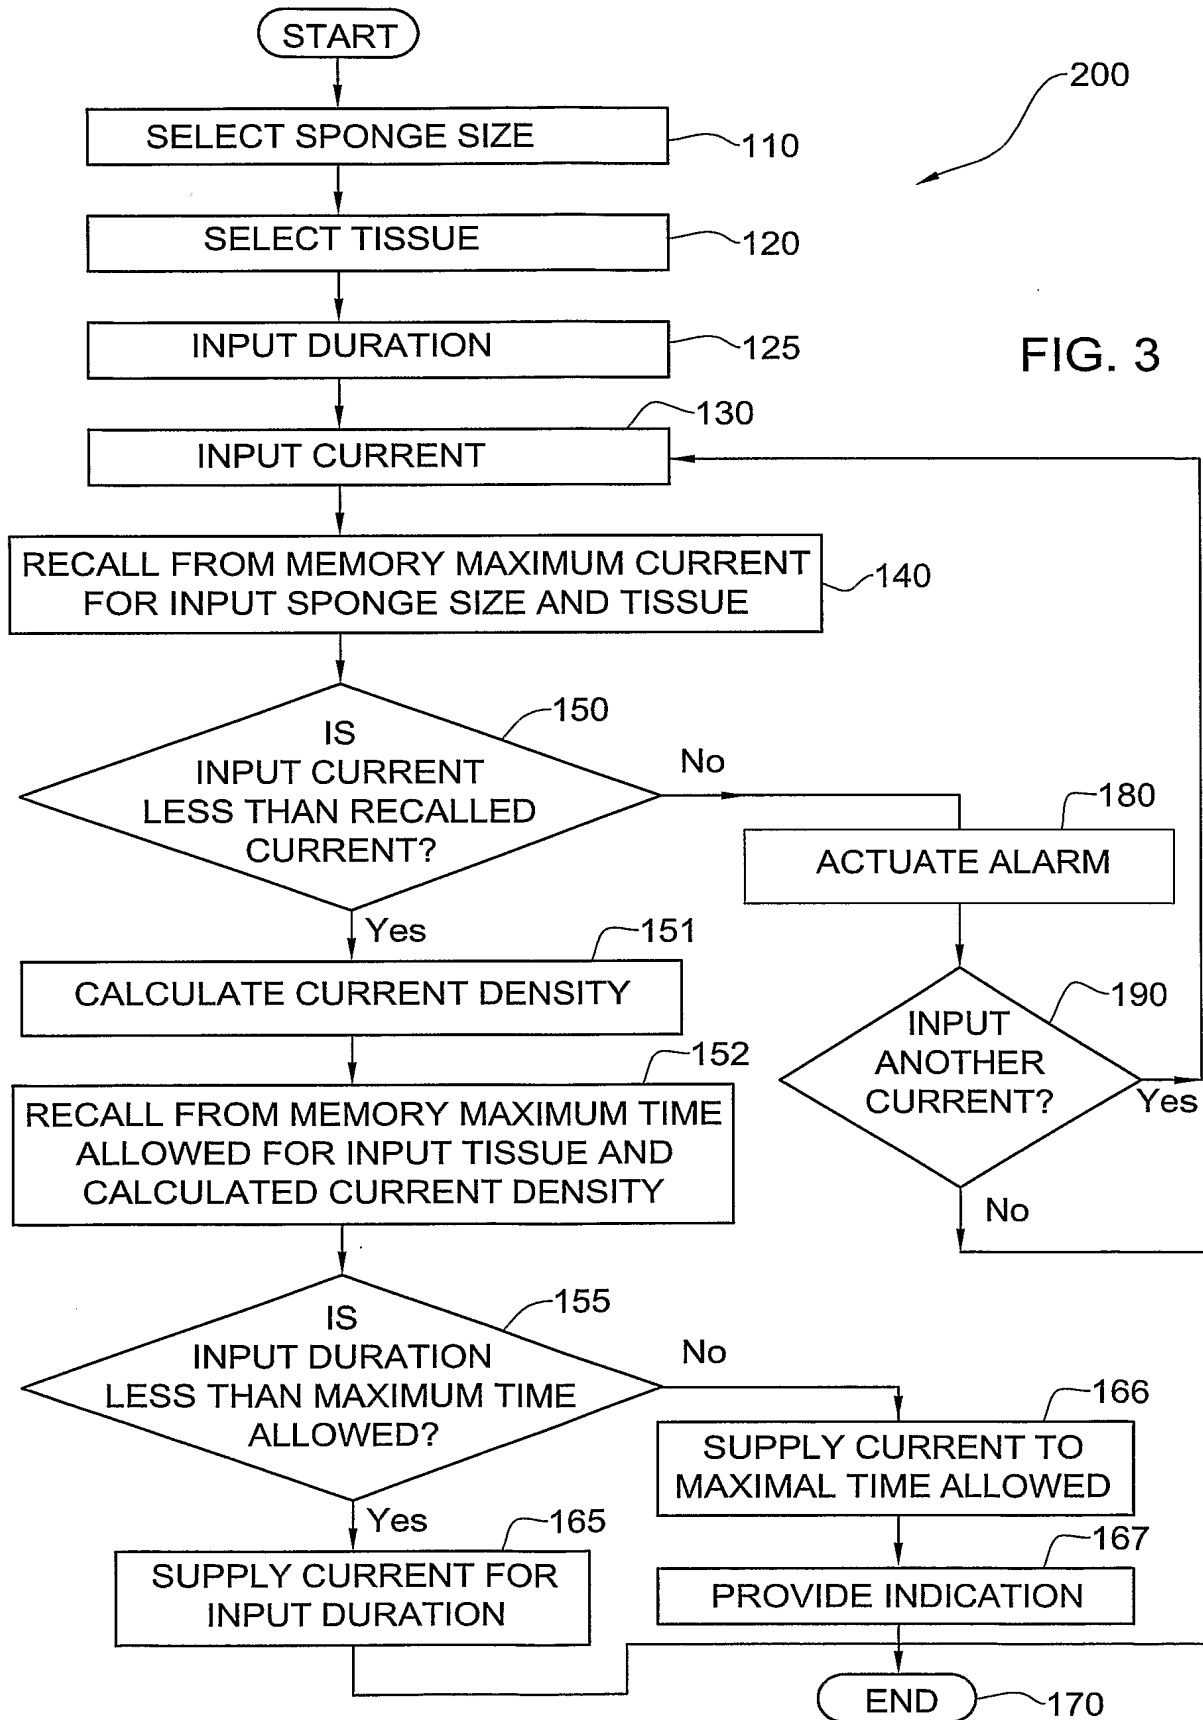 START
200
SELECT SPONGE SIZE
110
SELECT TISSUE
120
INPUT DURATION
125
FIG. 3
130
INPUT CURRENT
RECALL FROM MEMORY MAXIMUM CURRENT
FOR INPUT SPONGE SIZE AND TISSUE
140
150
IS
INPUT CURRENT
LESS THAN RECALLED
CURRENT?
No
180
ACTUATE ALARM
Yes
151
CALCULATE CURRENT DENSITY
190
INPUT
ANOTHER
CURRENT?
Yes
No
152
RECALL FROM MEMORY MAXIMUM TIME
ALLOWED FOR INPUT TISSUE AND
CALCULATED CURRENT DENSITY
155
IS
INPUT DURATION
LESS THAN MAXIMUM TIME
ALLOWED?
No
166
SUPPLY CURRENT TO
MAXIMAL TIME ALLOWED
Yes
165
SUPPLY CURRENT FOR
INPUT DURATION
167
PROVIDE INDICATION
END
170